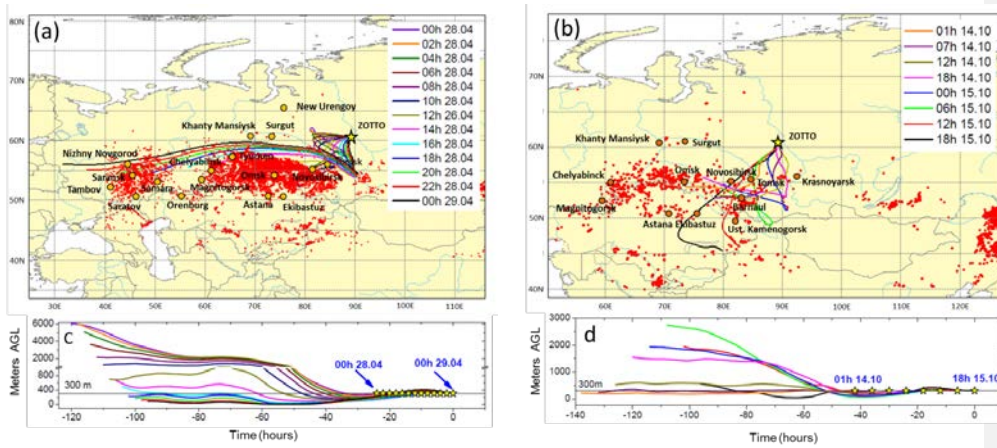 (a)
00h 28.04
02h 28.04
04h 28.04
06h 28.04
08h 28.04
10h 28.04
12h 26.04
14h 28.04
16h 28.04
18h 28.04
20h 28.04
22h 28.04
00h 29.04
80N
70N
60N
50N
40N
New Urengoy
Khanty Mansiysk
Surgut
ZOTTO
Nizhny Novgorod
Chelyabinsk
Tyumen
Saransk
Samara
Magnitogorsk
Omsk
Novosibirsk
Tambov
Saratov
Orenburg
Astana
Ekibastuz
30E 40E 50E 60E 70E 80E 90E 100E 110E
(b)
01h 14.10
07h 14.10
12h 14.10
18h 14.10
00h 15.10
06h 15.10
12h 15.10
18h 15.10
70N
60N
50N
40N
Khanty Mansiysk
Surgut
ZOTTO
Chelyabinsk
Omsk
Novosibirsk
Tomsk
Krasnoyarsk
Magnitogorsk
Barnaul
Astana Ekibastuz
Ust. Kamenogorsk
60E 70E 80E 90E 100E 110E 120E
c
Meters AGL
6000
4000
2000
800
400
0
300 m
00h 28.04
00h 29.04
-120 -100 -80 -60 -40 -20 0
Time (hours)
d
Meters AGL
3000
2000
1000
0
300m
01h 14.10
18h 15.10
-140 -120 -100 -80 -60 -40 -20 0
Time (hours)